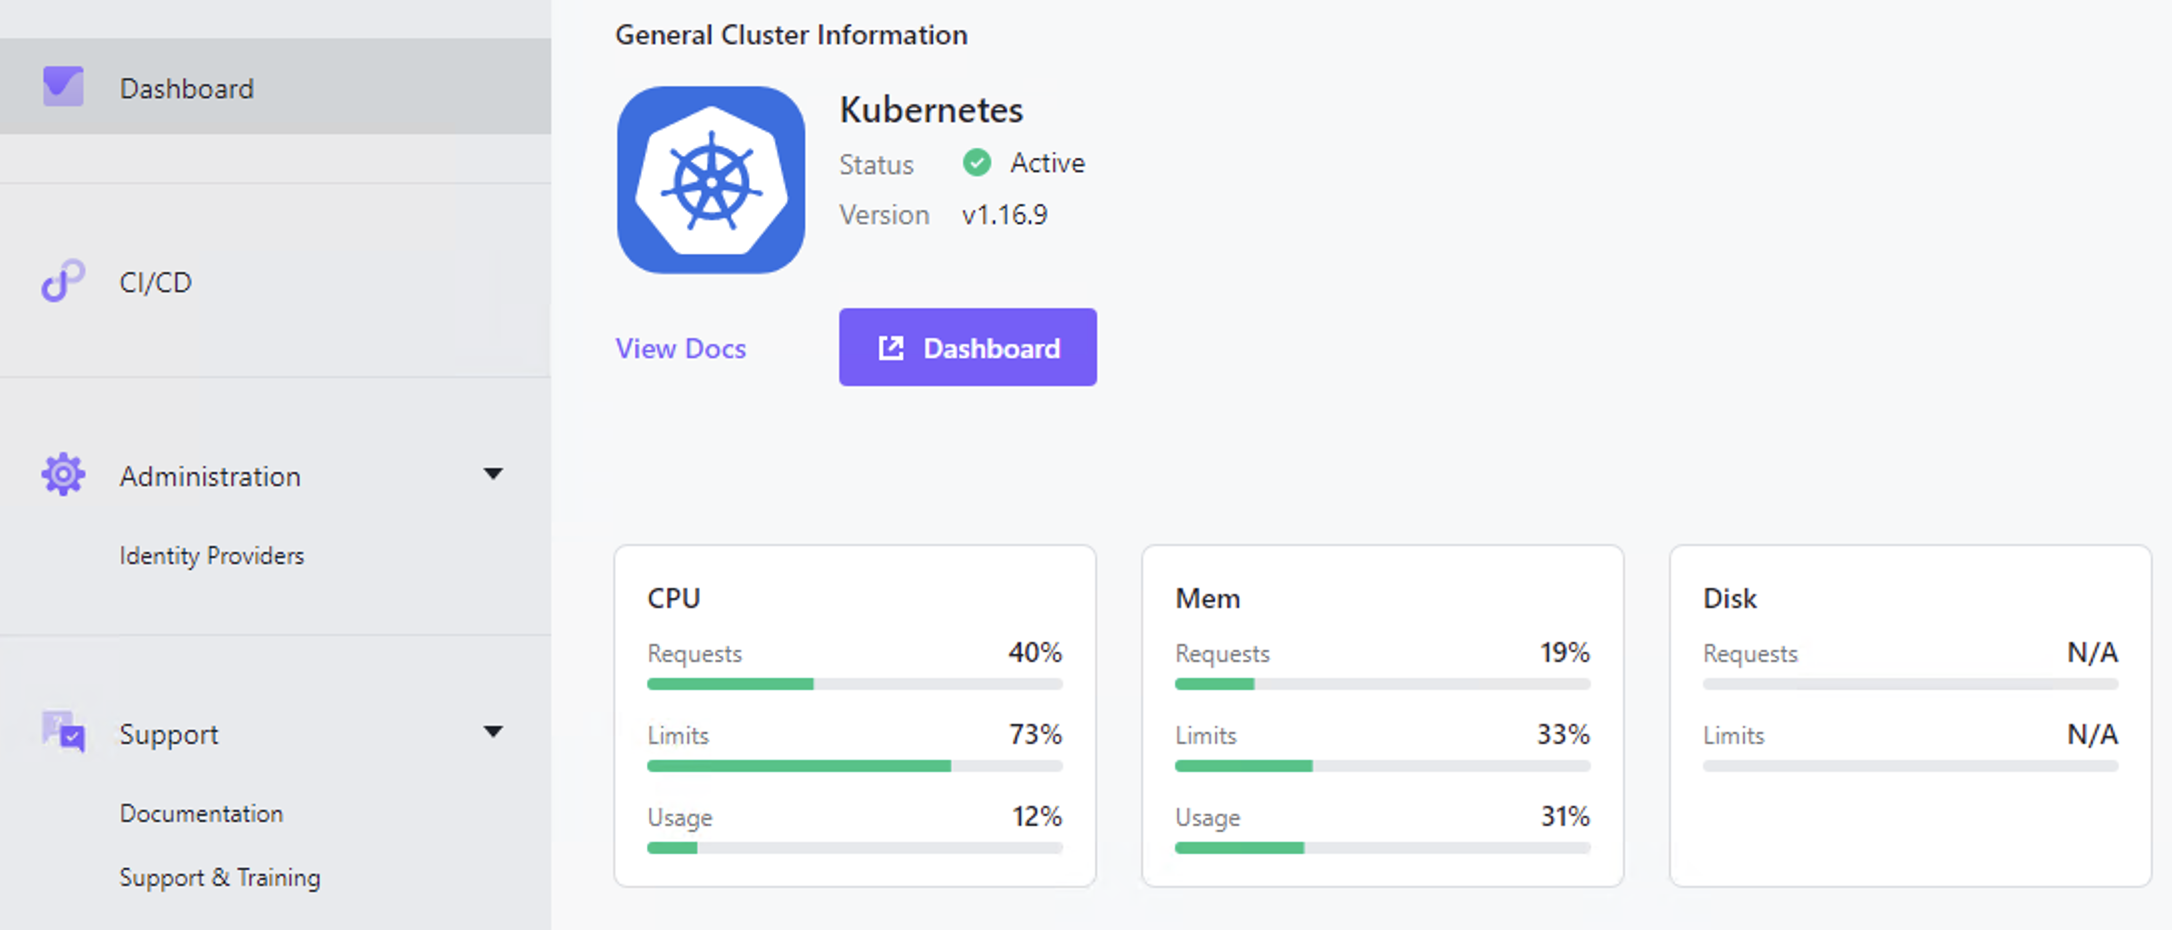 Dashboard
CI/CD
Administration
Identity Providers
Support
Documentation
Support & Training
General Cluster Information
Kubernetes
Status Active
Version v1.16.9
View Docs
Dashboard
CPU
Requests 40%
Limits 73%
Usage 12%
Mem
Requests 19%
Limits 33%
Usage 31%
Disk
Requests N/A
Limits N/A